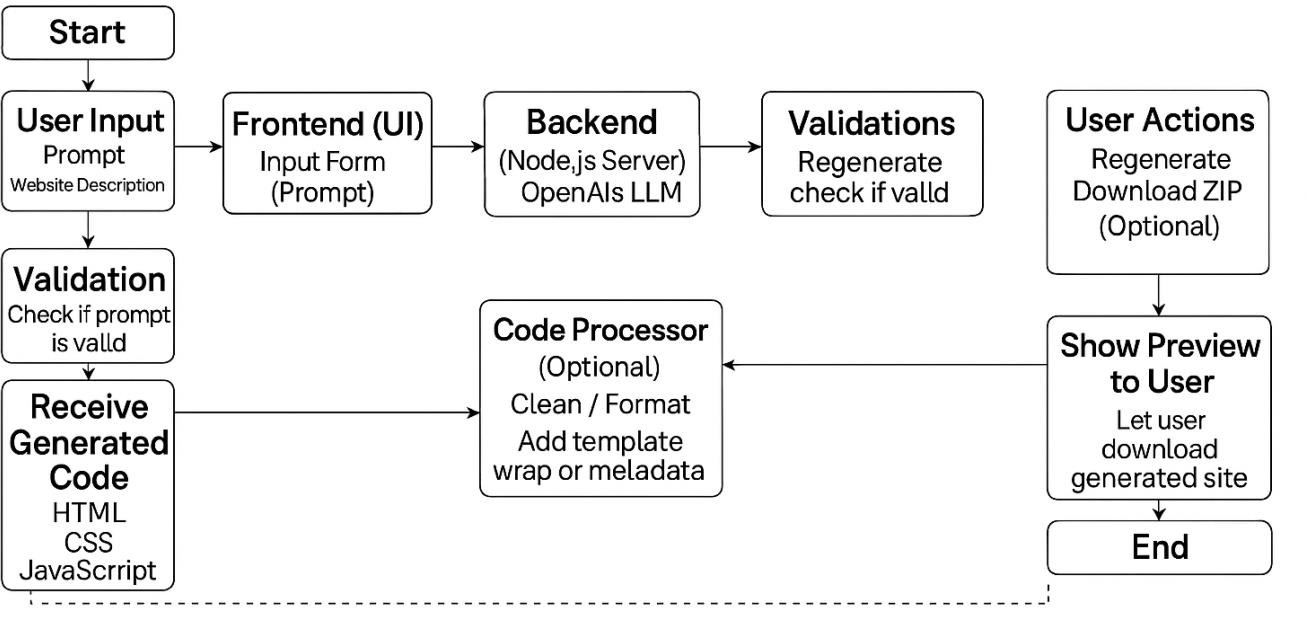 Start
User Input
Prompt
Website Description
Frontend (UI)
Input Form
(Prompt)
Backend
(Node,js Server)
OpenAIs LLM
Validations
Regenerate
check if valld
User Actions
Regenerate
Download ZIP
(Optional)
Validation
Check if prompt
is valld
Receive
Generated
Code
HTML
CSS
JavaScrript
Code Processor
(Optional)
Clean / Format
Add template
wrap or meladata
Show Preview
to User
Let user
download
generated site
End